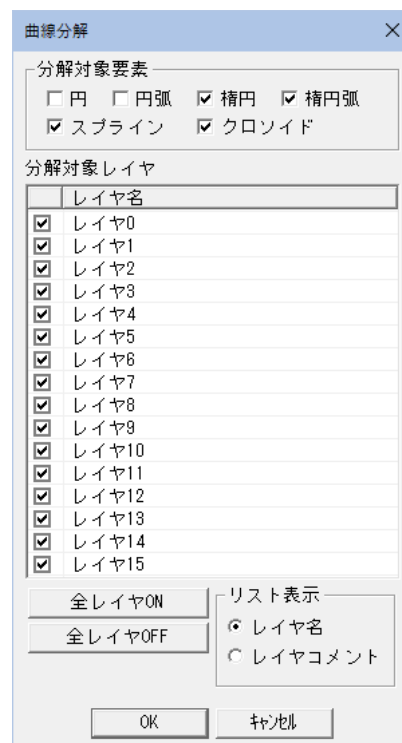 曲線分解
分解対象要素
円 円弧 楕円 楕円弧
スプライン クロソイド
分解対象レイヤ
レイヤ名
レイヤ0
レイヤ1
レイヤ2
レイヤ3
レイヤ4
レイヤ5
レイヤ6
レイヤ7
レイヤ8
レイヤ9
レイヤ10
レイヤ11
レイヤ12
レイヤ13
レイヤ14
レイヤ15
全レイヤON
全レイヤOFF
リスト表示
レイヤ名
レイヤコメント
OK ｷｬﾝｾﾙ